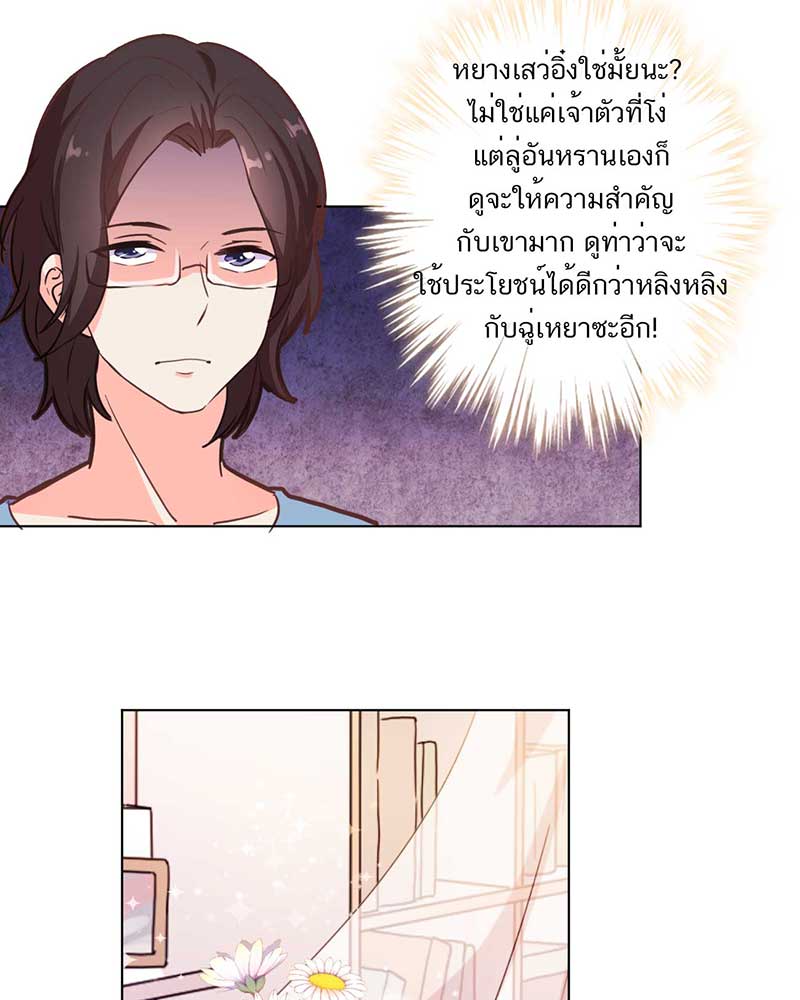 หยางเสว่อิ๋งใช่มั้ยนะ?
ไม่ใช่แค่เจ้าตัวที่โง่
แต่ลู่อันหรานเองก็
ดูจะให้ความสำคัญ
กับเขามาก ดูท่าว่าจะ
ใช้ประโยชน์ได้ดีกว่าหลิงหลิง
กับฉู่เหยาซะอีก!